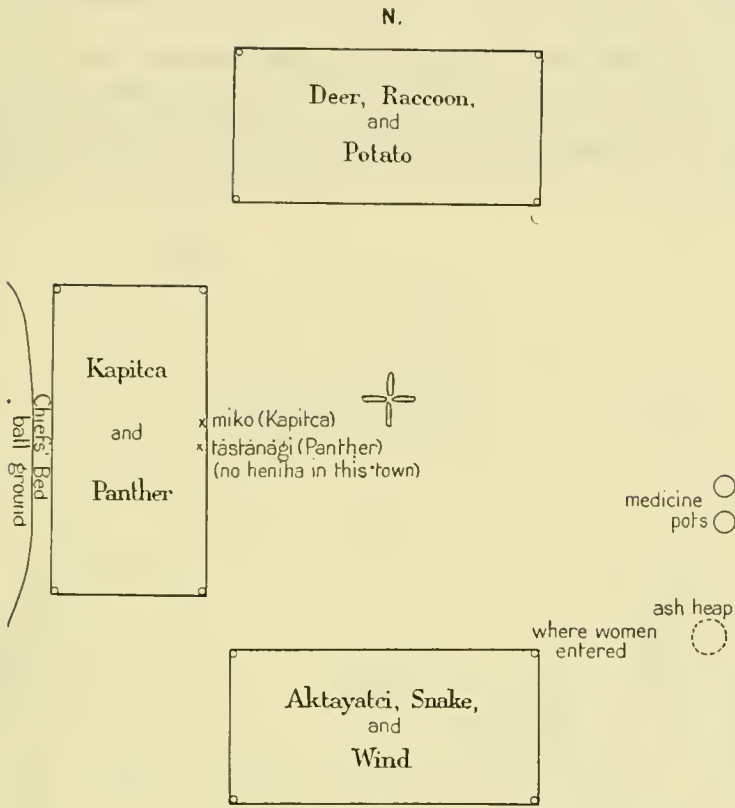 N.
Deer, Raccoon,
and
Potato
Kapitca
and
Panther
Chiefs' Bed
ball ground
miko (Kapitca)
tàstànàgi (Panther)
(no heniha in this town)
medicine
pots
ash heap
where women
entered
Aktayatci, Snake,
and
Wind